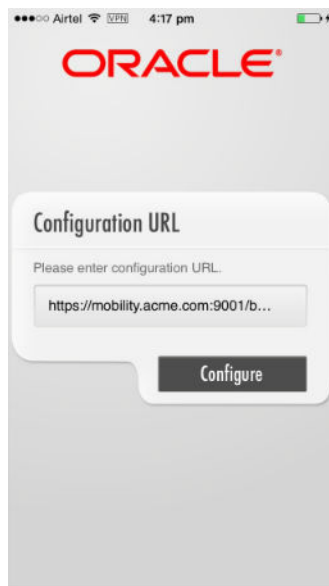 Airtel VPN 4:17 pm
ORACLE®
Configuration URL
Please enter configuration URL.
https://mobility.acme.com:9001/b...
Configure